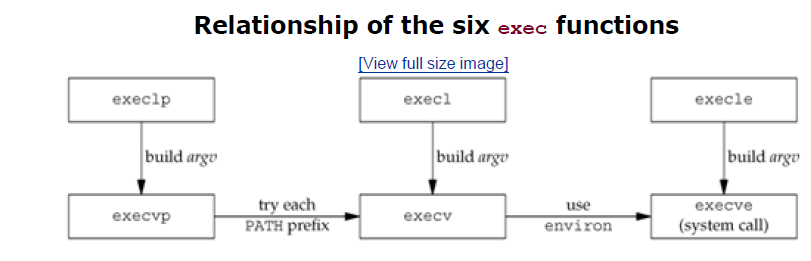 Relationship of the six exec functions
[View full size image]
execlp
execl
execle
build argv
build argv
build argv
execvp
try each
PATH prefix
execv
use
environ
execve
(system call)